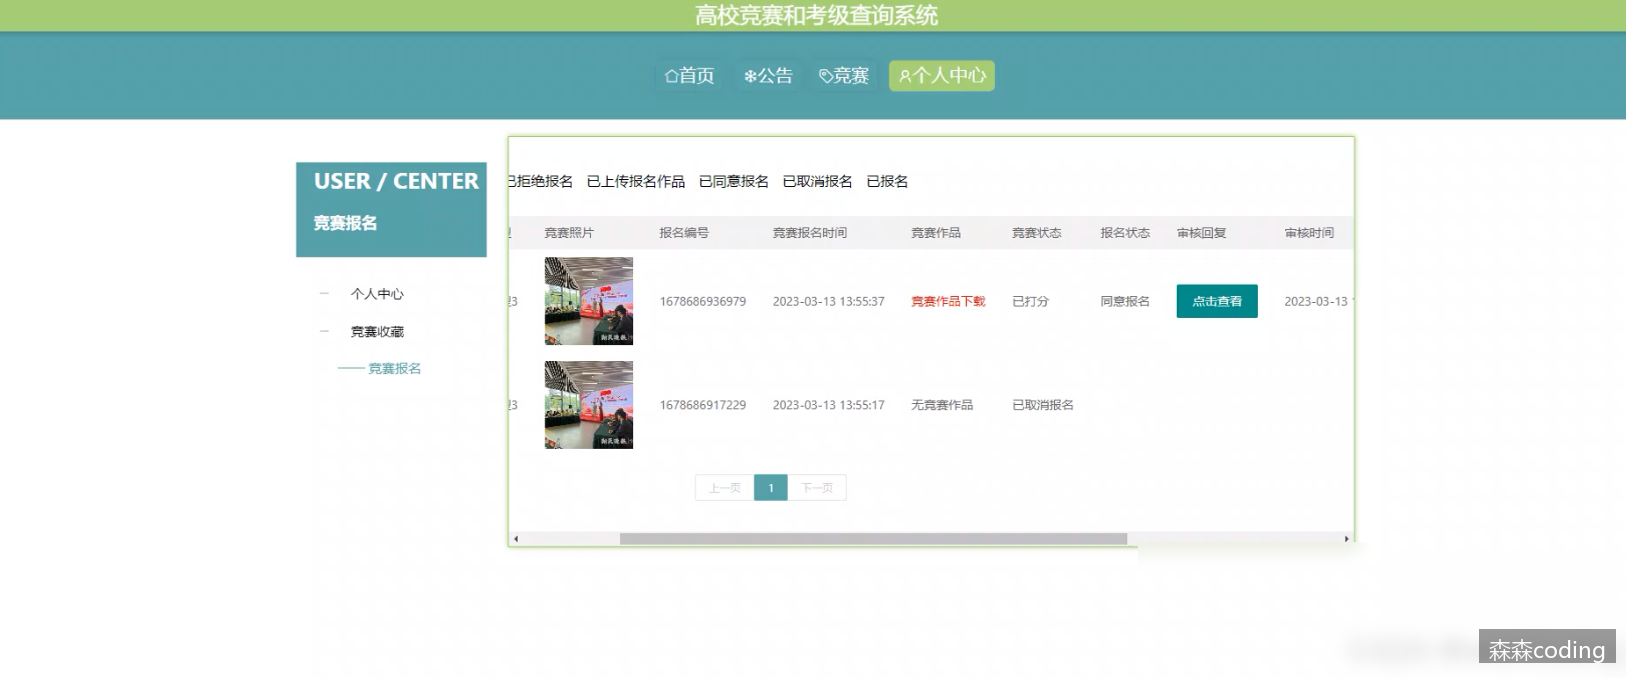 高校竞赛和考级查询系统
首页 公告 竞赛 个人中心
USER / CENTER
竞赛报名
个人中心
竞赛收藏
竞赛报名
已拒绝报名 已上传报名作品 已同意报名 已取消报名 已报名
竞赛照片 报名编号 竞赛报名时间 竞赛作品 竞赛状态 报名状态 审核回复 审核时间
3 1678686936979 2023-03-13 13:55:37 竞赛作品下载 已打分 同意报名 点击查看 2023-03-13
3 1678686917229 2023-03-13 13:55:17 无竞赛作品 已取消报名
上一页 1 下一页
森森coding